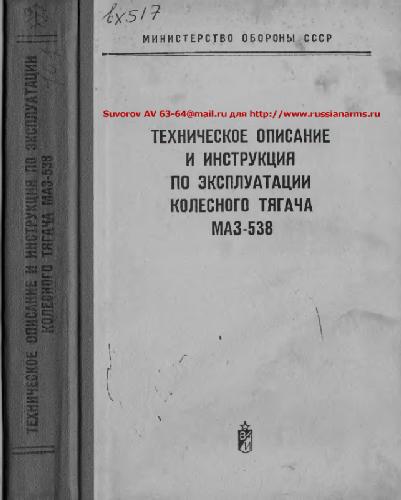 МИНИСТЕРСТВО ОБОРОНЫ СССР
Suvorov AV 63-64@mail.ru для http://www.russianarms.ru
ТЕХНИЧЕСКОЕ ОПИСАНИЕ
И ИНСТРУКЦИЯ
ПО ЭКСПЛУАТАЦИИ
КОЛЕСНОГО ТЯГАЧА
МАЗ-538
ТЕХНИЧЕСКОЕ ОПИСАНИЕ И ИНСТРУКЦИЯ ПО ЭКСПЛУАТАЦИИ
КОЛЕСНОГО ТЯГАЧА МАЗ-538